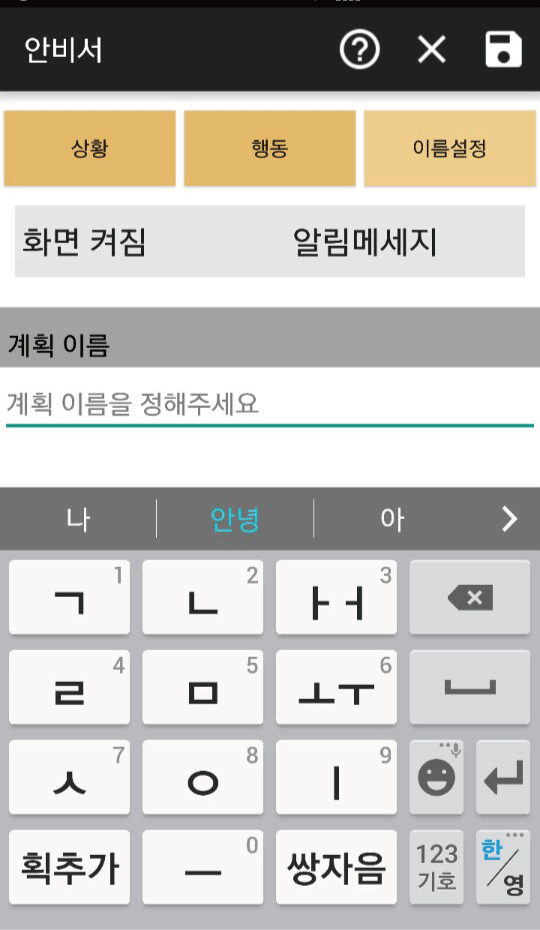 안비서
상황 행동 이름설정
화면 켜짐 알림메세지
계획 이름
계획 이름을 정해주세요
나 안녕 아
ㄱ 1 ㄴ 2 ㅏㅓ 3
ㄹ 4 ㅁ 5 ㅗㅜ 6
ㅅ 7 ㅇ 8 ㅣ 9
획추가 ㅡ 0 쌍자음 123 기호 한/영